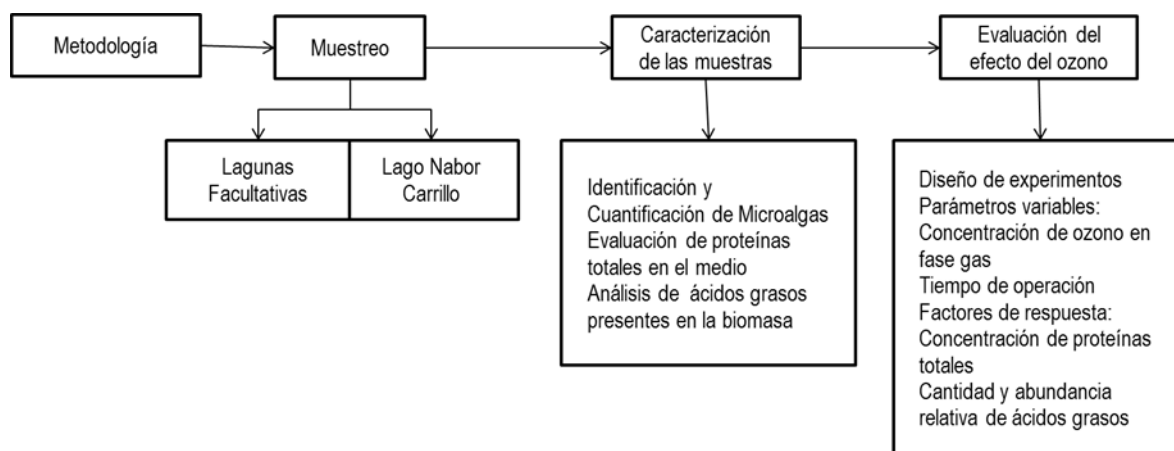 Metodología
Muestreo
Caracterización
de las muestras
Evaluación del
efecto del ozono
Lagunas
Facultativas
Lago Nabor
Carrillo
Identificación y
Cuantificación de Microalgas
Evaluación de proteínas
totales en el medio
Análisis de ácidos grasos
presentes en la biomasa
Diseño de experimentos
Parámetros variables:
Concentración de ozono en
fase gas
Tiempo de operación
Factores de respuesta:
Concentración de proteínas
totales
Cantidad y abundancia
relativa de ácidos grasos